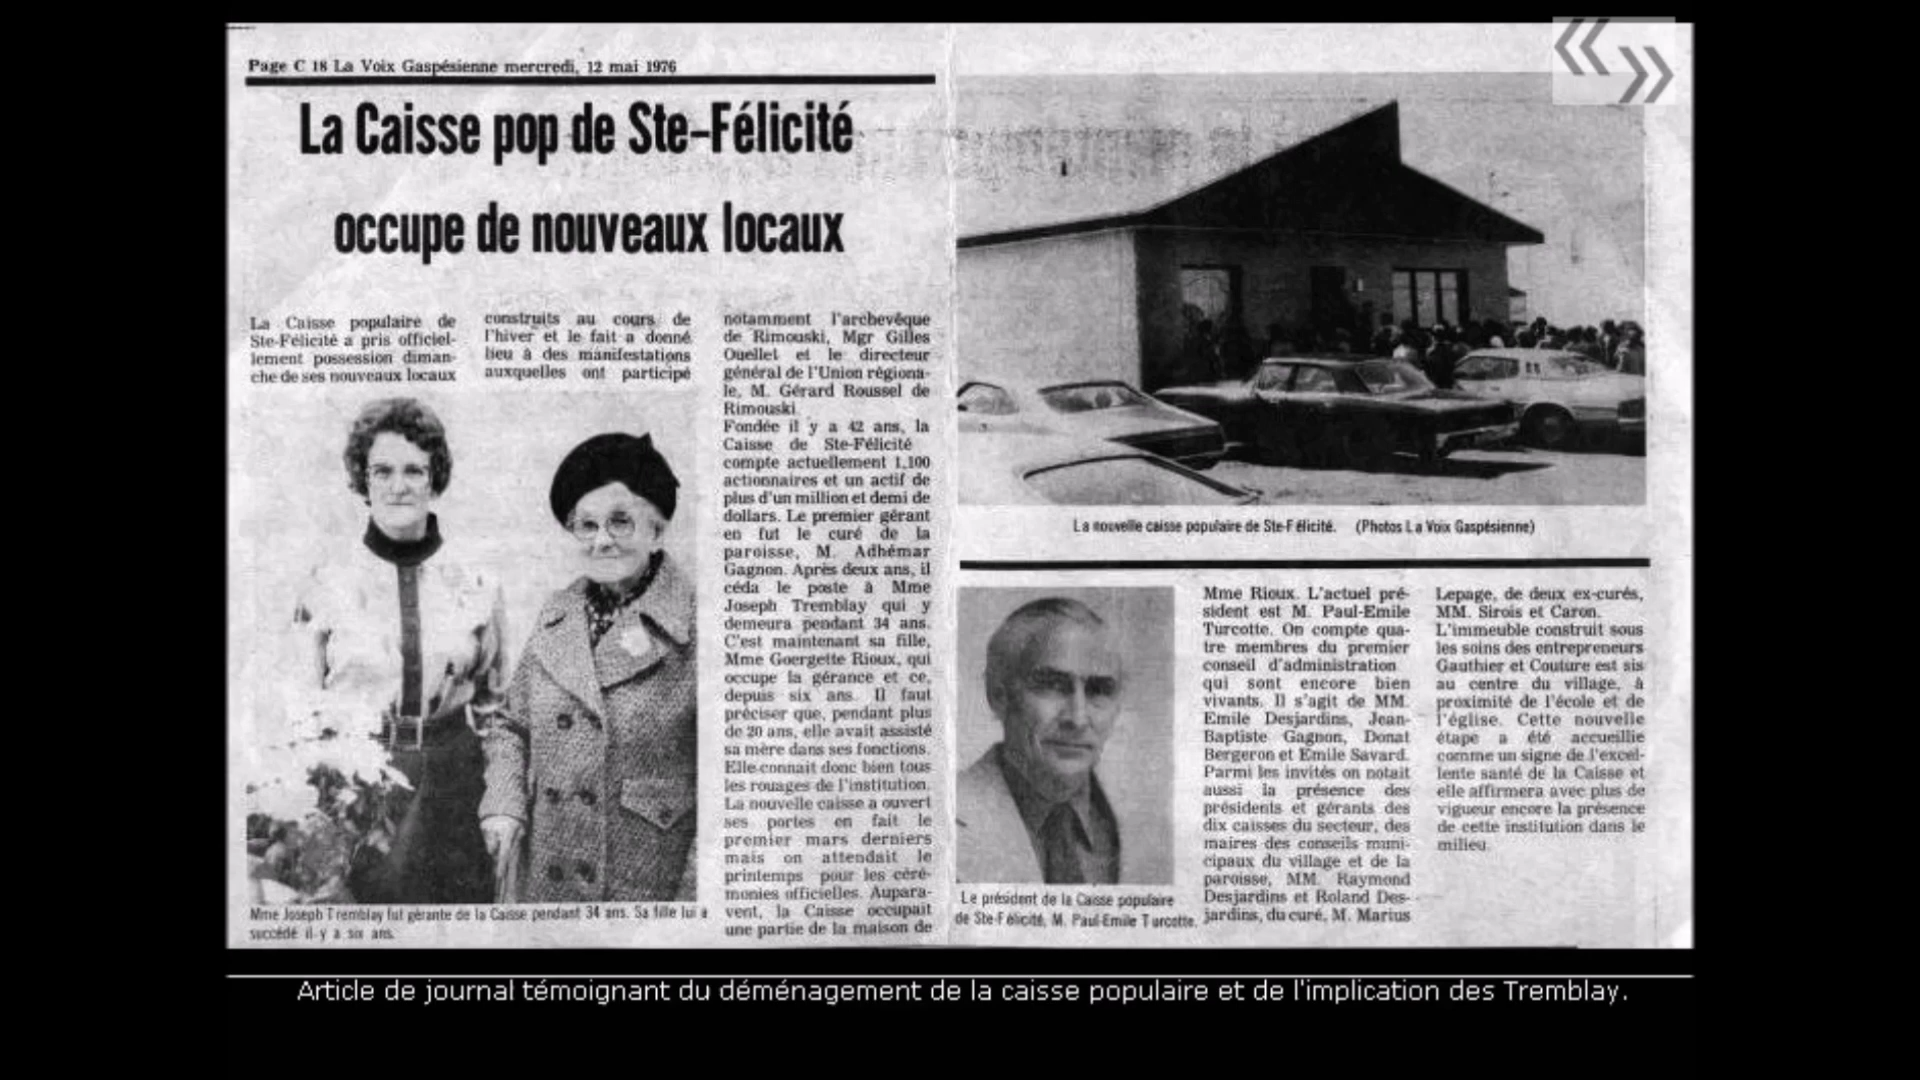 Page C 18 La Voix Gaspésienne mercredi, 12 mai 1976
La Caisse pop de Ste-Félicité
occupe de nouveaux locaux
La Caisse populaire de
Ste-Félicité a pris officiel-
lement possession diman-
che de ses nouveaux locaux
construits au cours de
l'hiver et le fait a donné
lieu à des manifestations
auxquelles ont participé
notamment l'archevêque
de Rimouski, Mgr Gilles
Ouellet et le directeur
général de l'Union régiona-
le, M. Gérard Roussel de
Rimouski
Fondée il y a 42 ans, la
Caisse de Ste-Félicité
compte actuellement 1,100
actionnaires et un actif de
plus d'un million et demi de
dollars. Le premier gérant
en fut le curé de la
paroisse, M. Adhémar
Gagnon. Après deux ans, il
céda le poste à Mme
Joseph Tremblay qui y
demeura pendant 34 ans.
C'est maintenant sa fille,
Mme Goergette Rioux, qui
occupe la gérance et ce,
depuis six ans. Il faut
préciser que, pendant plus
de 20 ans, elle avait assisté
sa mère dans ses fonctions.
Elle connait donc bien tous
les rouages de l'institution.
La nouvelle caisse a ouvert
ses portes en fait le
premier mars derniers
mais on attendait le
printemps pour les céré-
monies officielles. Aupara-
vent, la Caisse occupait
une partie de la maison de
Mme Joseph Tremblay fut gérante de la Caisse pendant 34 ans. Sa fille lui a
succédé il y a six ans.
La nouvelle caisse populaire de Ste-Félicité. (Photos La Voix Gaspésienne)
Le président de la Caisse populaire
de Ste-Félicité, M. Paul-Emile Turcotte.
Mme Rioux. L'actuel pré-
sident est M. Paul-Emile
Turcotte. On compte qua-
tre membres du premier
conseil d'administration
qui sont encore bien
vivants. Il s'agit de MM.
Emile Desjardins, Jean-
Baptiste Gagnon, Donat
Bergeron et Emile Savard.
Parmi les invités on notait
aussi la présence des
présidents et gérants des
dix caisses du secteur, des
maires des conseils muni-
cipaux du village et de la
paroisse, MM. Raymond
Desjardins et Roland Des-
jardins, du curé, M. Marius
Lepage, de deux ex-curés,
MM. Sirois et Caron.
L'immeuble construit sous
les soins des entrepreneurs
Gauthier et Couture est sis
au centre du village, à
proximité de l'école et de
l'église. Cette nouvelle
étape a été accueillie
comme un signe de l'excel-
lente santé de la Caisse et
elle affirmera avec plus de
vigueur encore la présence
de cette institution dans le
milieu.
Article de journal témoignant du déménagement de la caisse populaire et de l'implication des Tremblay.